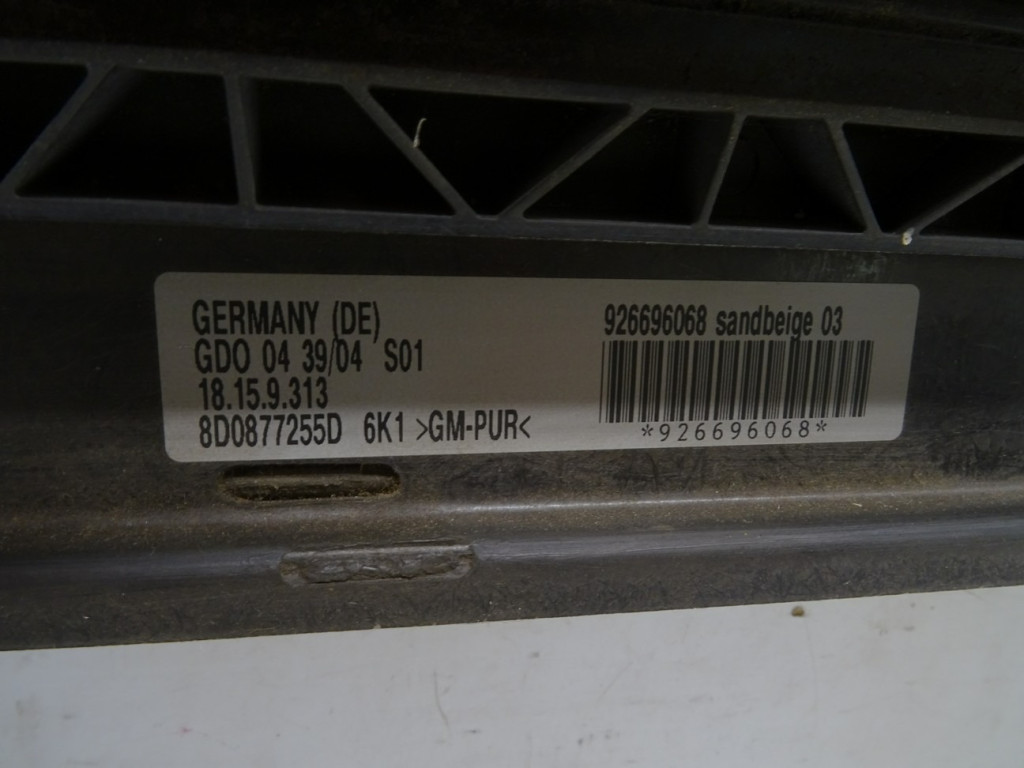 GERMANY (DE)
GDO 04 39/04 S01
18.15.9.313
8D0877255D 6K1 >GM-PUR<
926696068 sandbeige 03
*926696068*